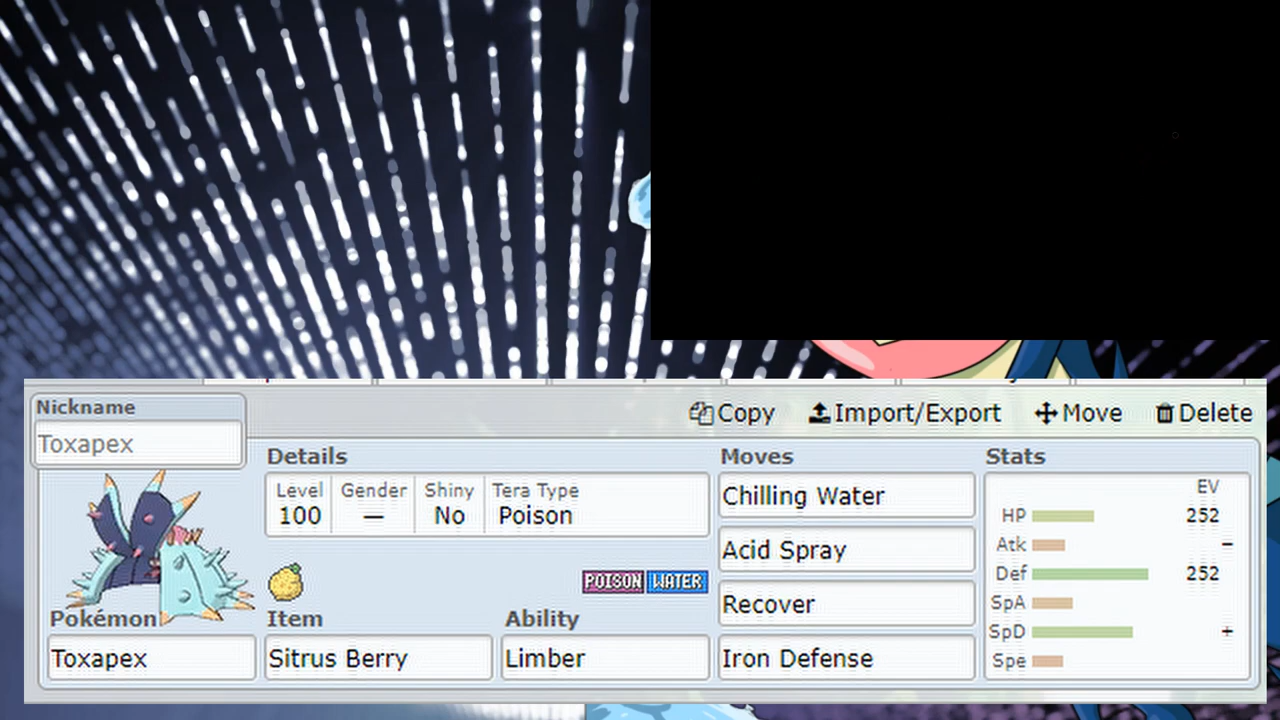 Nickname
Copy Import/Export Move Delete
Toxapex
Details
Moves
Stats
Level Gender Shiny Tera Type
100 — No Poison
Chilling Water
Acid Spray
Recover
Iron Defense
EV
HP 252
Atk -
Def 252
SpA
SpD +
Spe
POISON WATER
Pokémon
Item
Ability
Toxapex
Sitrus Berry
Limber